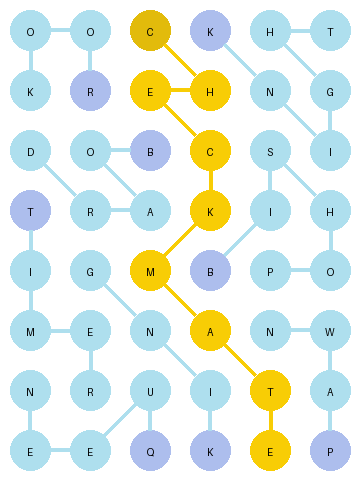 O O C K H T
K R E H N G
D O B C S I
T R A K I H
I G M B P O
M E N A N W
N R U I T A
E E Q K E P